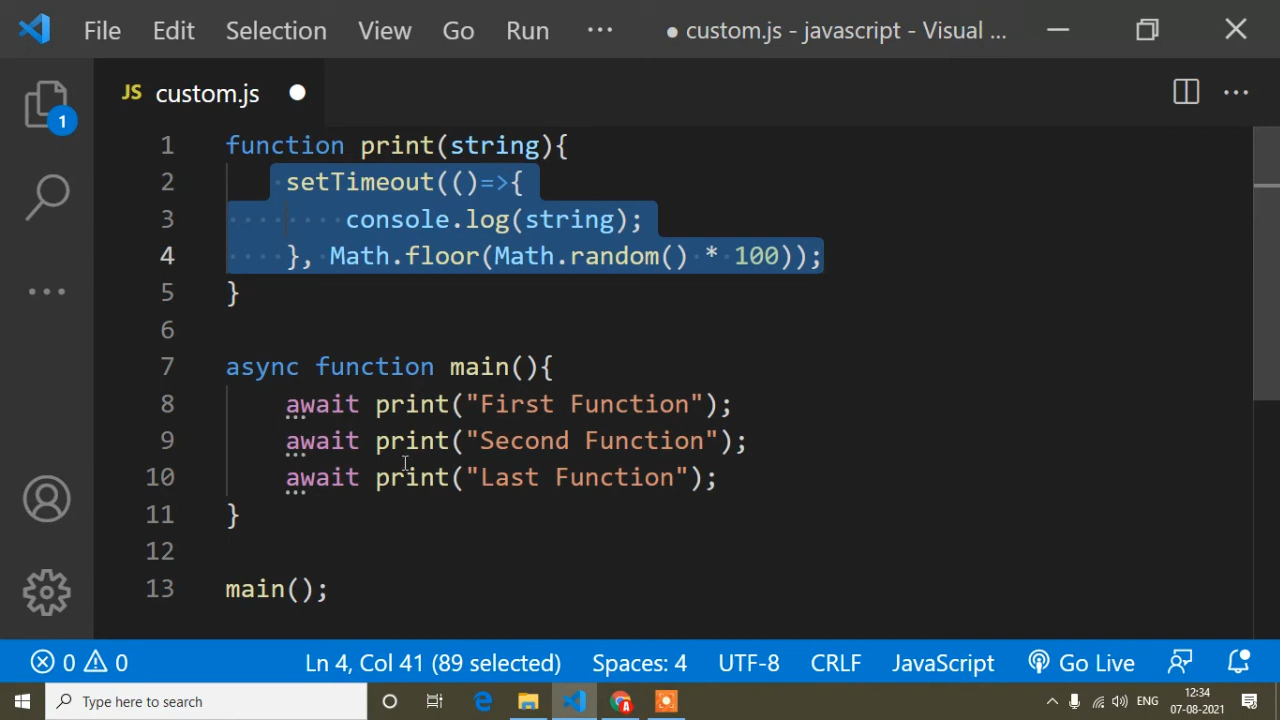 File Edit Selection View Go Run ··· ● custom.js - javascript - Visual ...
JS custom.js ●
1 function print(string){
2     setTimeout(()=>{
3         console.log(string);
4     }, Math.floor(Math.random() * 100));
5 }
6
7 async function main(){
8     await print("First Function");
9     await print("Second Function");
10     await print("Last Function");
11 }
12
13 main();
1
0 0 Ln 4, Col 41 (89 selected) Spaces: 4 UTF-8 CRLF JavaScript Go Live
Type here to search ENG 12:34
07-08-2021